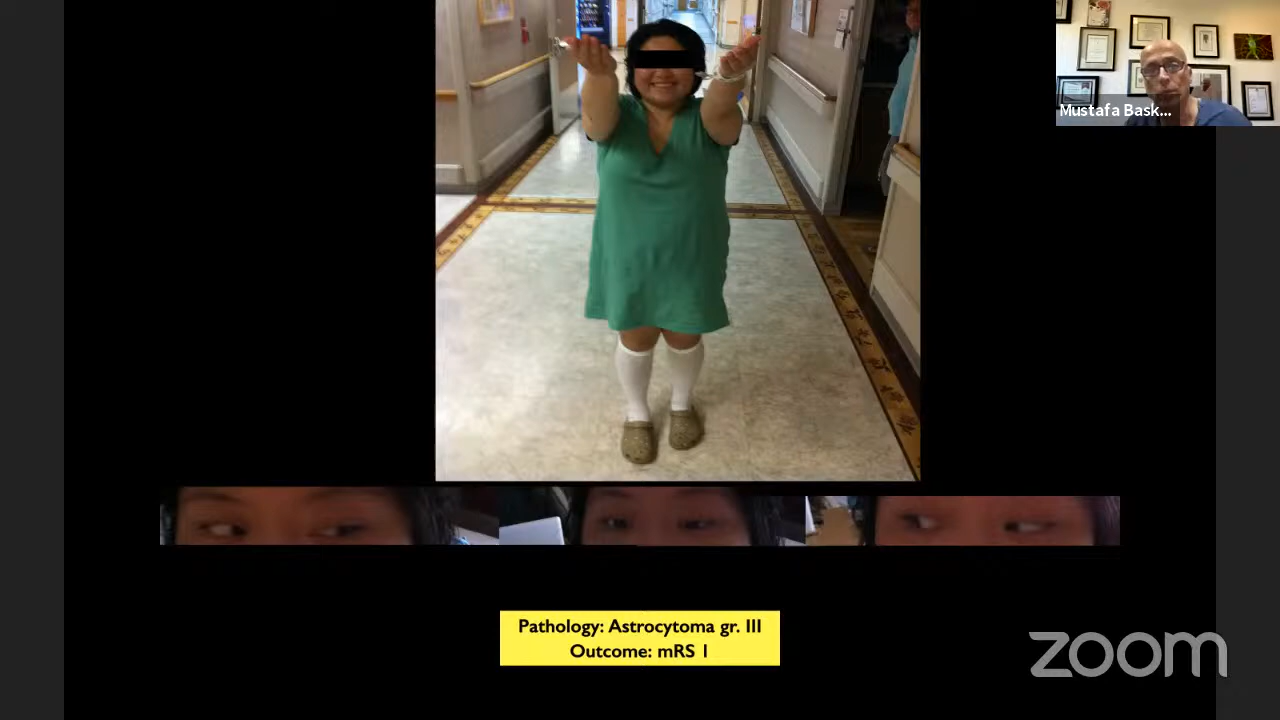 Mustafa Bask...
Pathology: Astrocytoma gr. III
Outcome: mRS 1
zoom